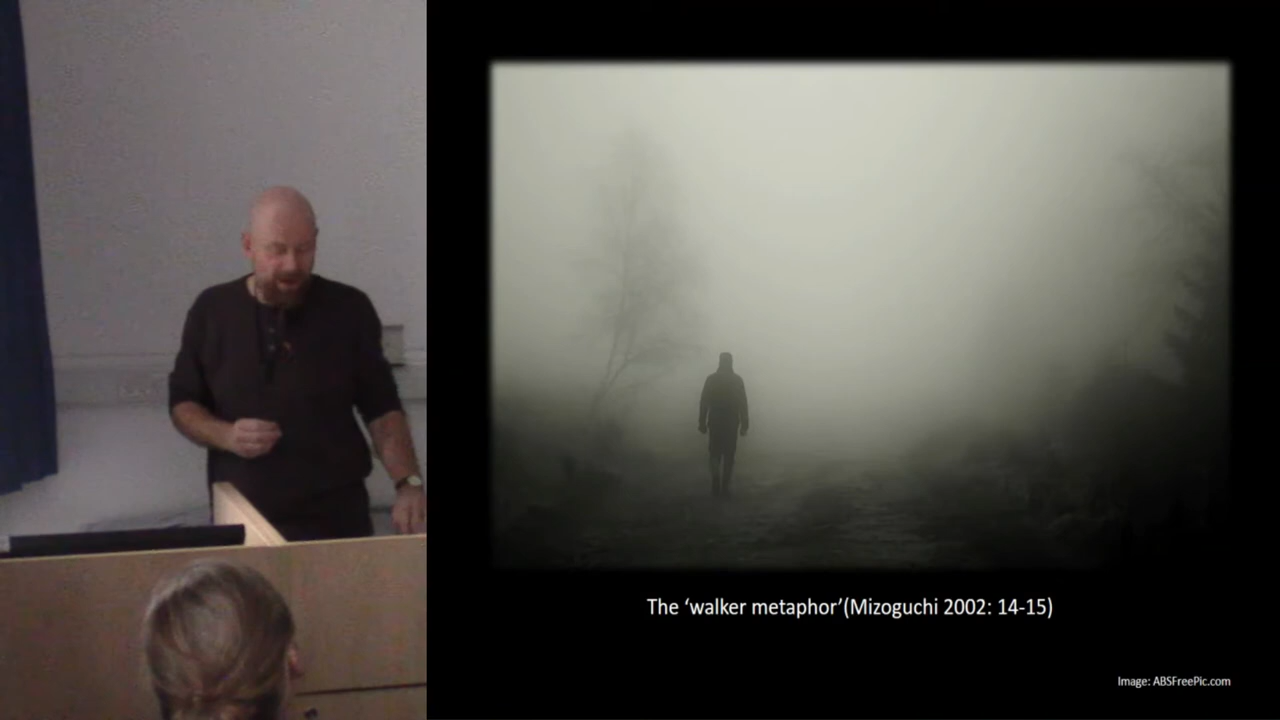 The ‘walker metaphor’(Mizoguchi 2002: 14-15)
Image: ABSFreePic.com